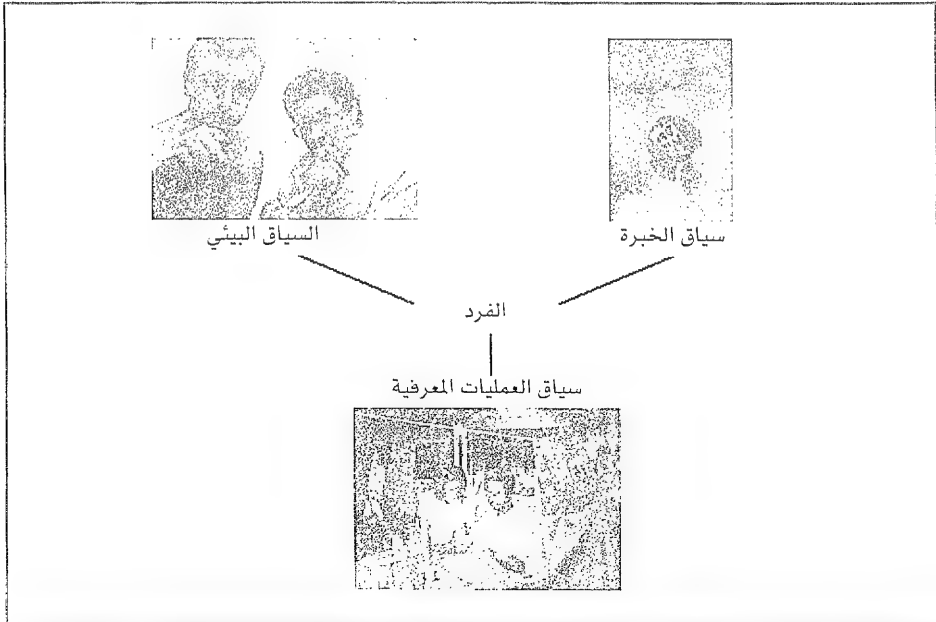 سياق الخبرة
السياق البيئي
الفرد
سياق العمليات المعرفية